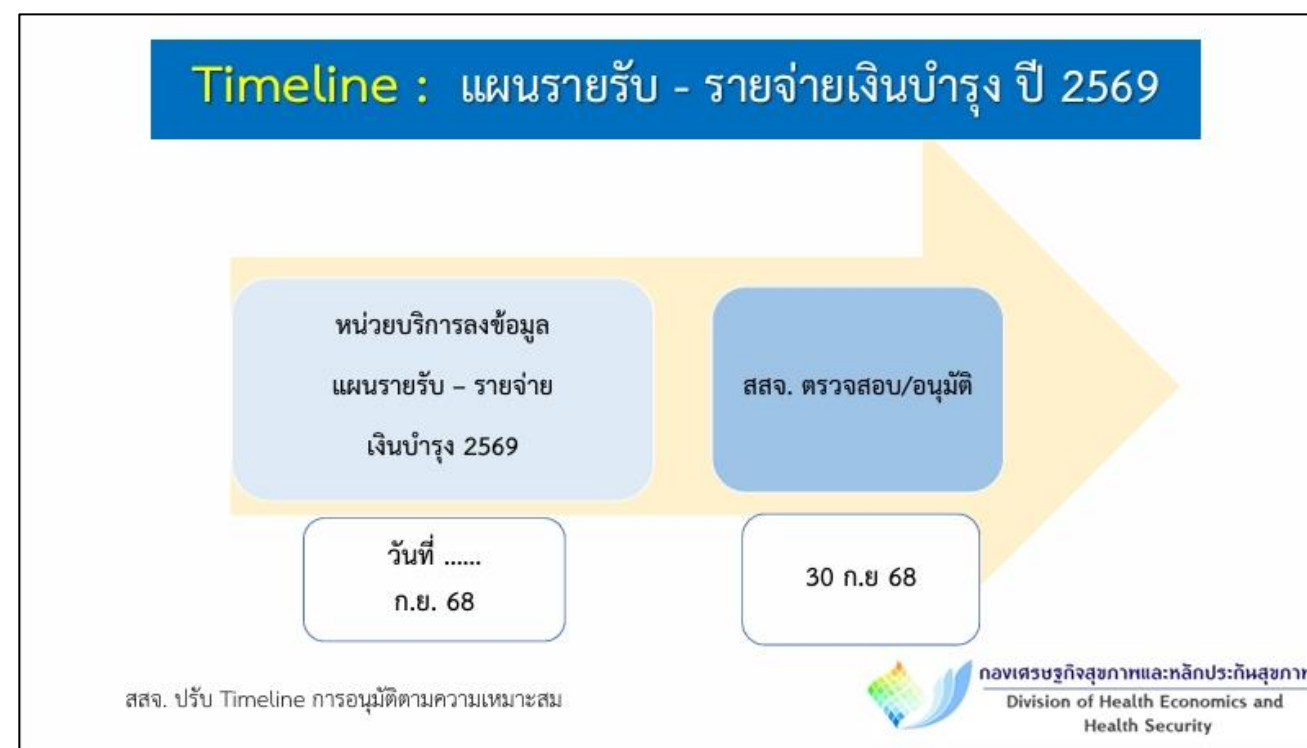 Timeline : แผนรายรับ - รายจ่ายเงินบำรุง ปี 2569
หน่วยบริการลงข้อมูล
แผนรายรับ – รายจ่าย
เงินบำรุง 2569
สสจ. ตรวจสอบ/อนุมัติ
วันที่ ......
ก.ย. 68
30 ก.ย 68
สสจ. ปรับ Timeline การอนุมัติตามความเหมาะสม
กองเศรษฐกิจสุขภาพและหลักประกันสุขภาพ
Division of Health Economics and
Health Security